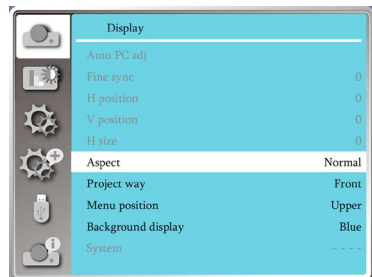 Display
Auto PC adj
Fine sync 0
H position 0
V position 0
H size 0
Aspect Normal
Project way Front
Menu position Upper
Background display Blue
System - - - -